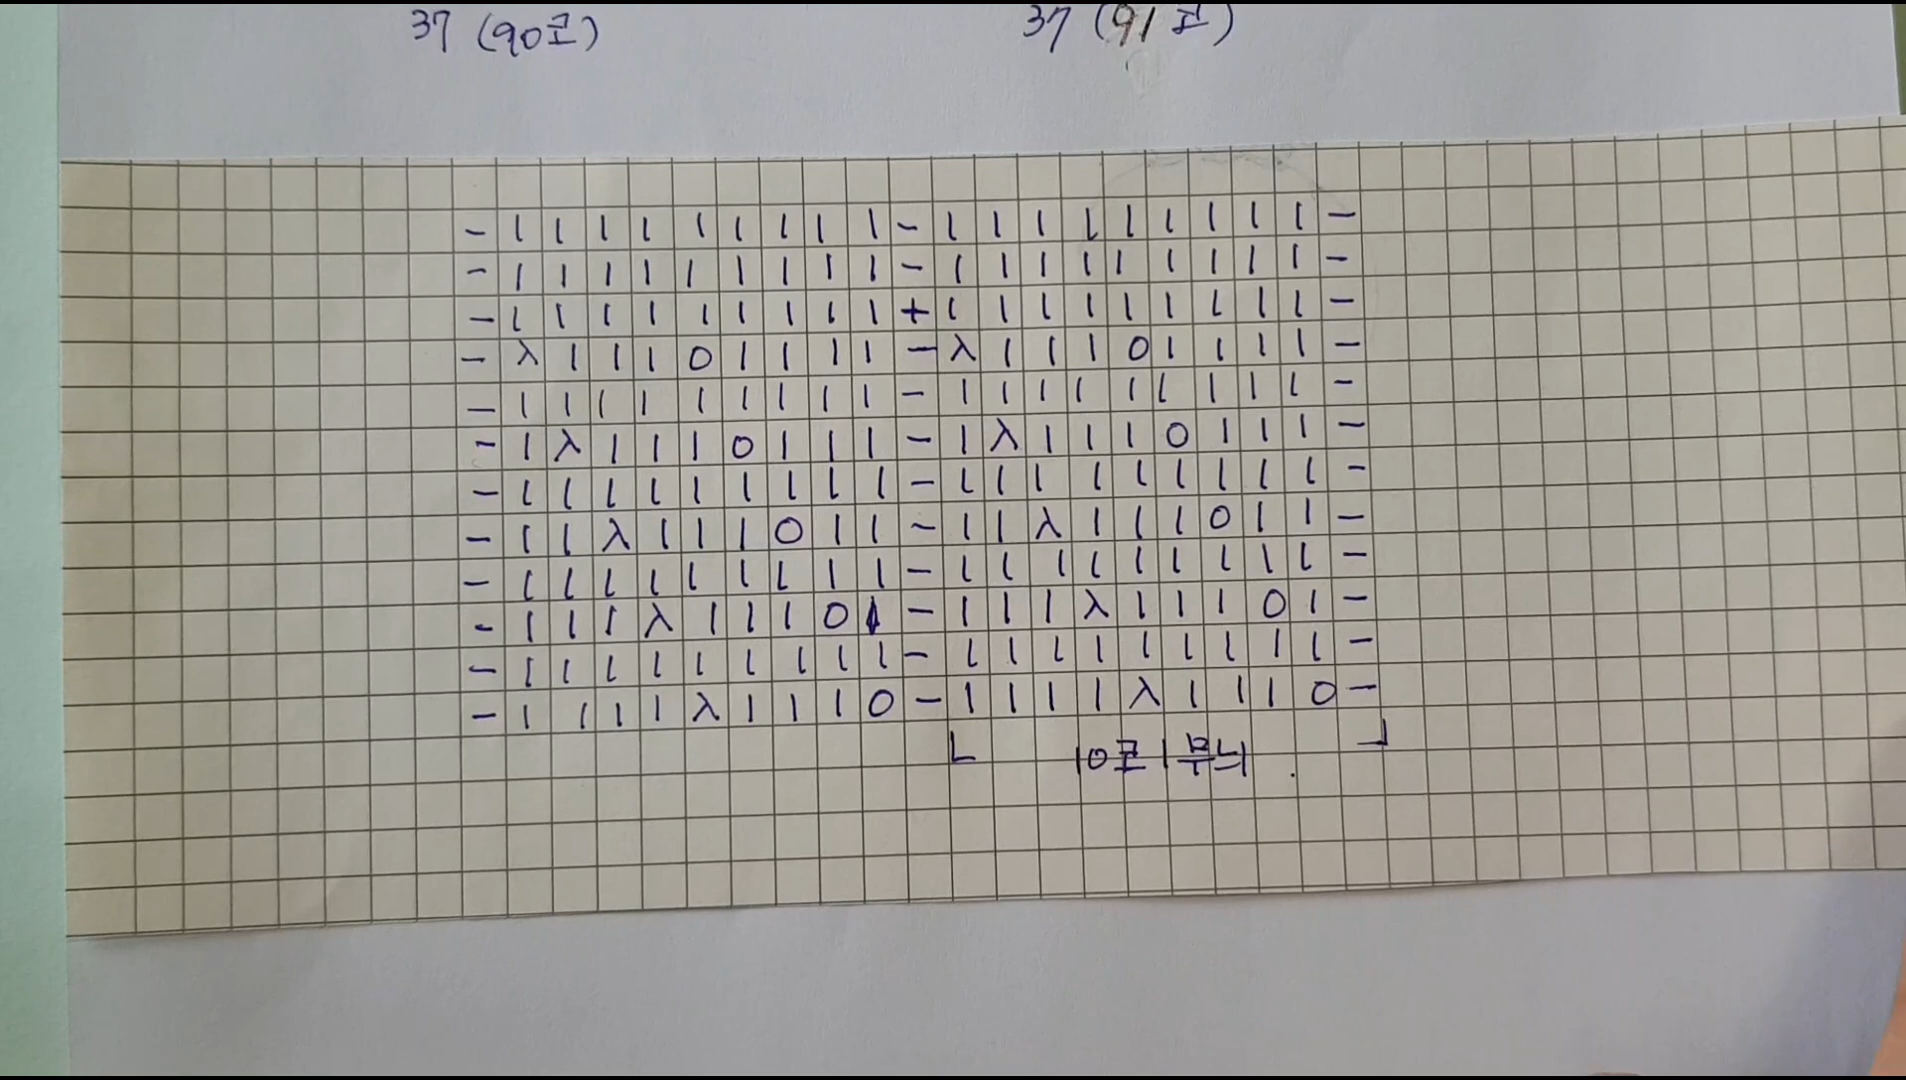 37 (90코) 37 (91코)
- | | | | | | | | | - | | | | | | | | | -
- | | | | | | | | | - | | | | | | | | | -
- | | | | | | | | | + | | | | | | | | | -
- λ | | | O | | | | - λ | | | O | | | | -
- | | | | | | | | | - | | | | | | | | | -
- | λ | | | O | | | - | λ | | | O | | | -
- | | | | | | | | | - | | | | | | | | | -
- | | λ | | | O | | - | | λ | | | O | | -
- | | | | | | | | | - | | | | | | | | | -
- | | | λ | | | O | - | | | λ | | | O | -
- | | | | | | | | | - | | | | | | | | | -
- | | | | λ | | | O - | | | | λ | | | O -
10코 1무늬